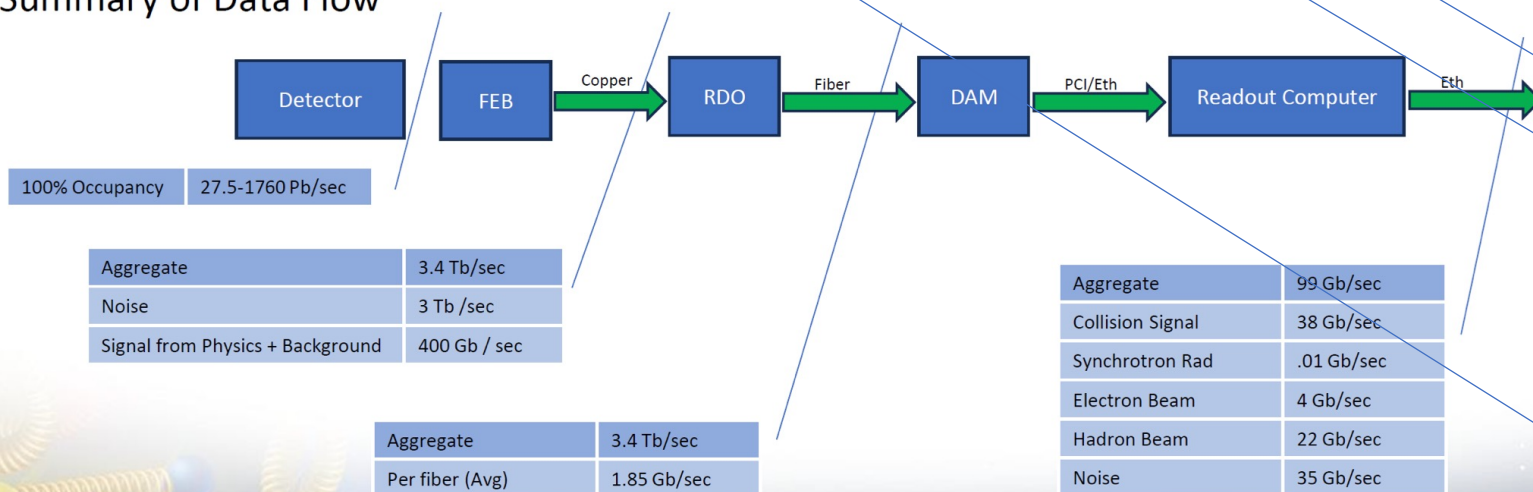 Summary of Data Flow
Detector
FEB
Copper
RDO
Fiber
DAM
PCI/Eth
Readout Computer
Eth
100% Occupancy 27.5-1760 Pb/sec
Aggregate 3.4 Tb/sec
Noise 3 Tb /sec
Signal from Physics + Background 400 Gb / sec
Aggregate 3.4 Tb/sec
Per fiber (Avg) 1.85 Gb/sec
Aggregate 99 Gb/sec
Collision Signal 38 Gb/sec
Synchrotron Rad .01 Gb/sec
Electron Beam 4 Gb/sec
Hadron Beam 22 Gb/sec
Noise 35 Gb/sec